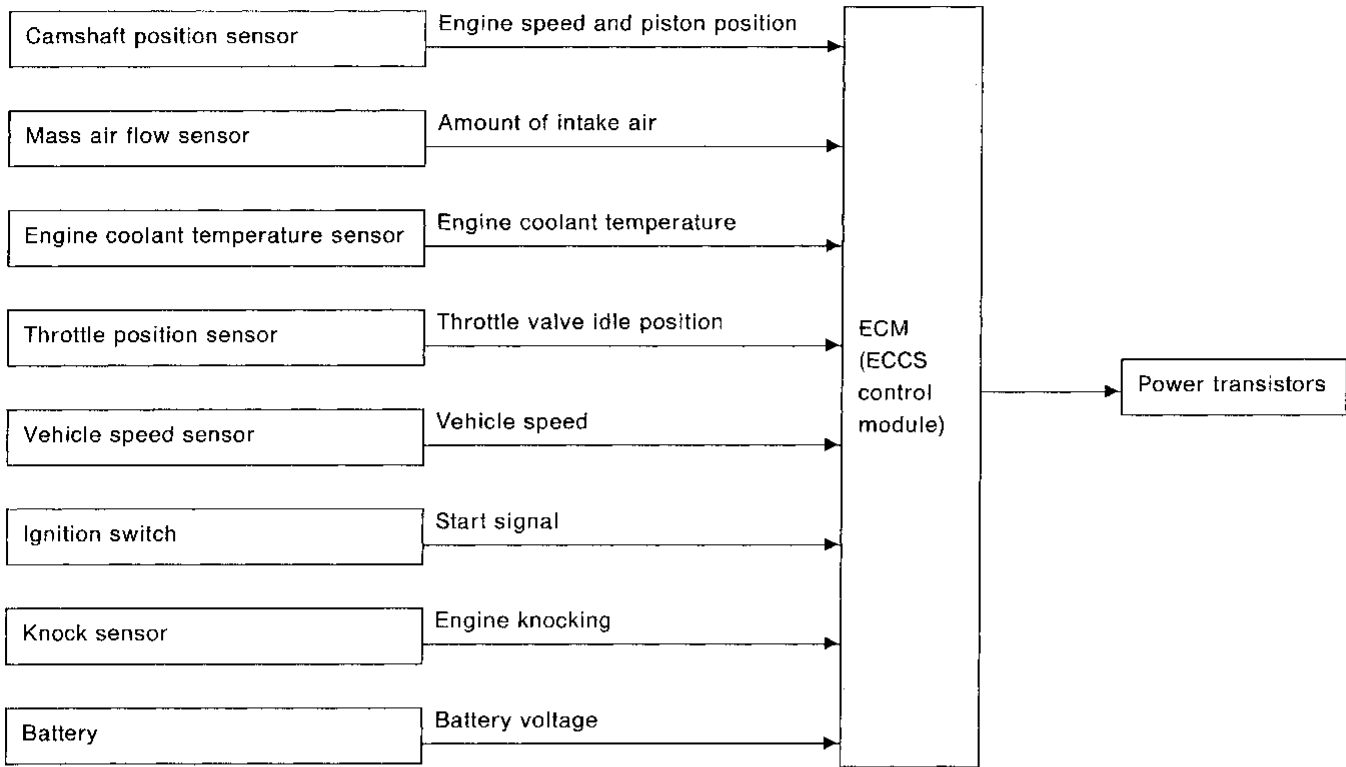 Camshaft position sensor
Engine speed and piston position
Mass air flow sensor
Amount of intake air
Engine coolant temperature sensor
Engine coolant temperature
Throttle position sensor
Throttle valve idle position
Vehicle speed sensor
Vehicle speed
Ignition switch
Start signal
Knock sensor
Engine knocking
Battery
Battery voltage
ECM
(ECCS
control
module)
Power transistors